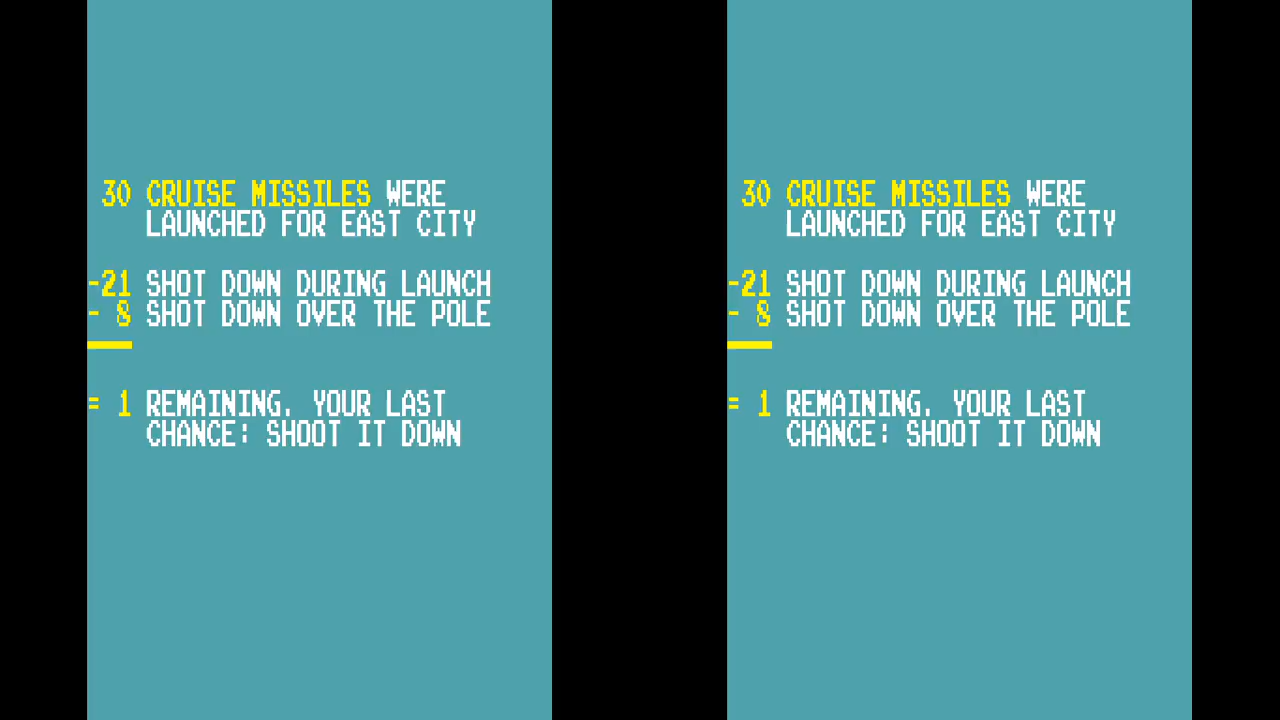 30 CRUISE MISSILES WERE
LAUNCHED FOR EAST CITY
-21 SHOT DOWN DURING LAUNCH
- 8 SHOT DOWN OVER THE POLE
= 1 REMAINING. YOUR LAST
CHANCE: SHOOT IT DOWN
30 CRUISE MISSILES WERE
LAUNCHED FOR EAST CITY
-21 SHOT DOWN DURING LAUNCH
- 8 SHOT DOWN OVER THE POLE
= 1 REMAINING. YOUR LAST
CHANCE: SHOOT IT DOWN